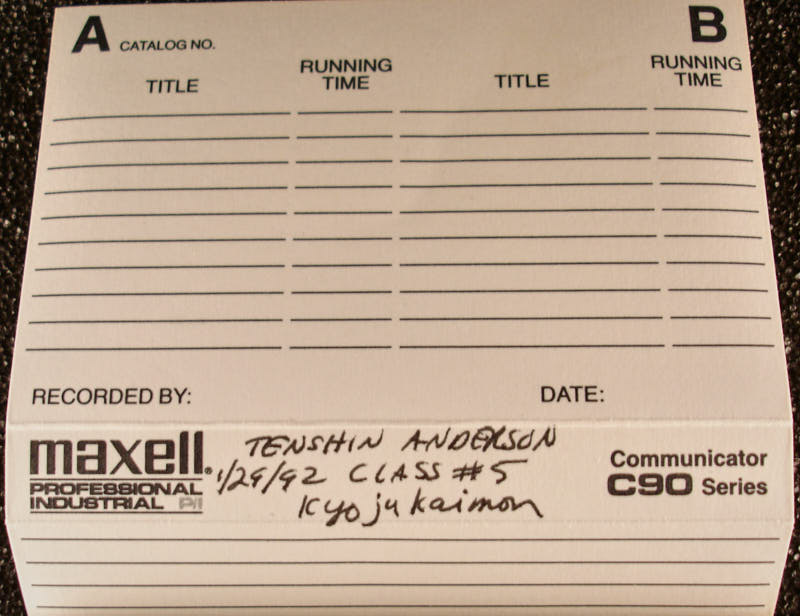 A CATALOG NO. B
TITLE RUNNING TIME TITLE RUNNING TIME
RECORDED BY: DATE:
maxell®
PROFESSIONAL
INDUSTRIAL P/I
TENSHIN ANDERSON
1/29/92 CLASS #5
Kyojukaimon
Communicator
C90 Series